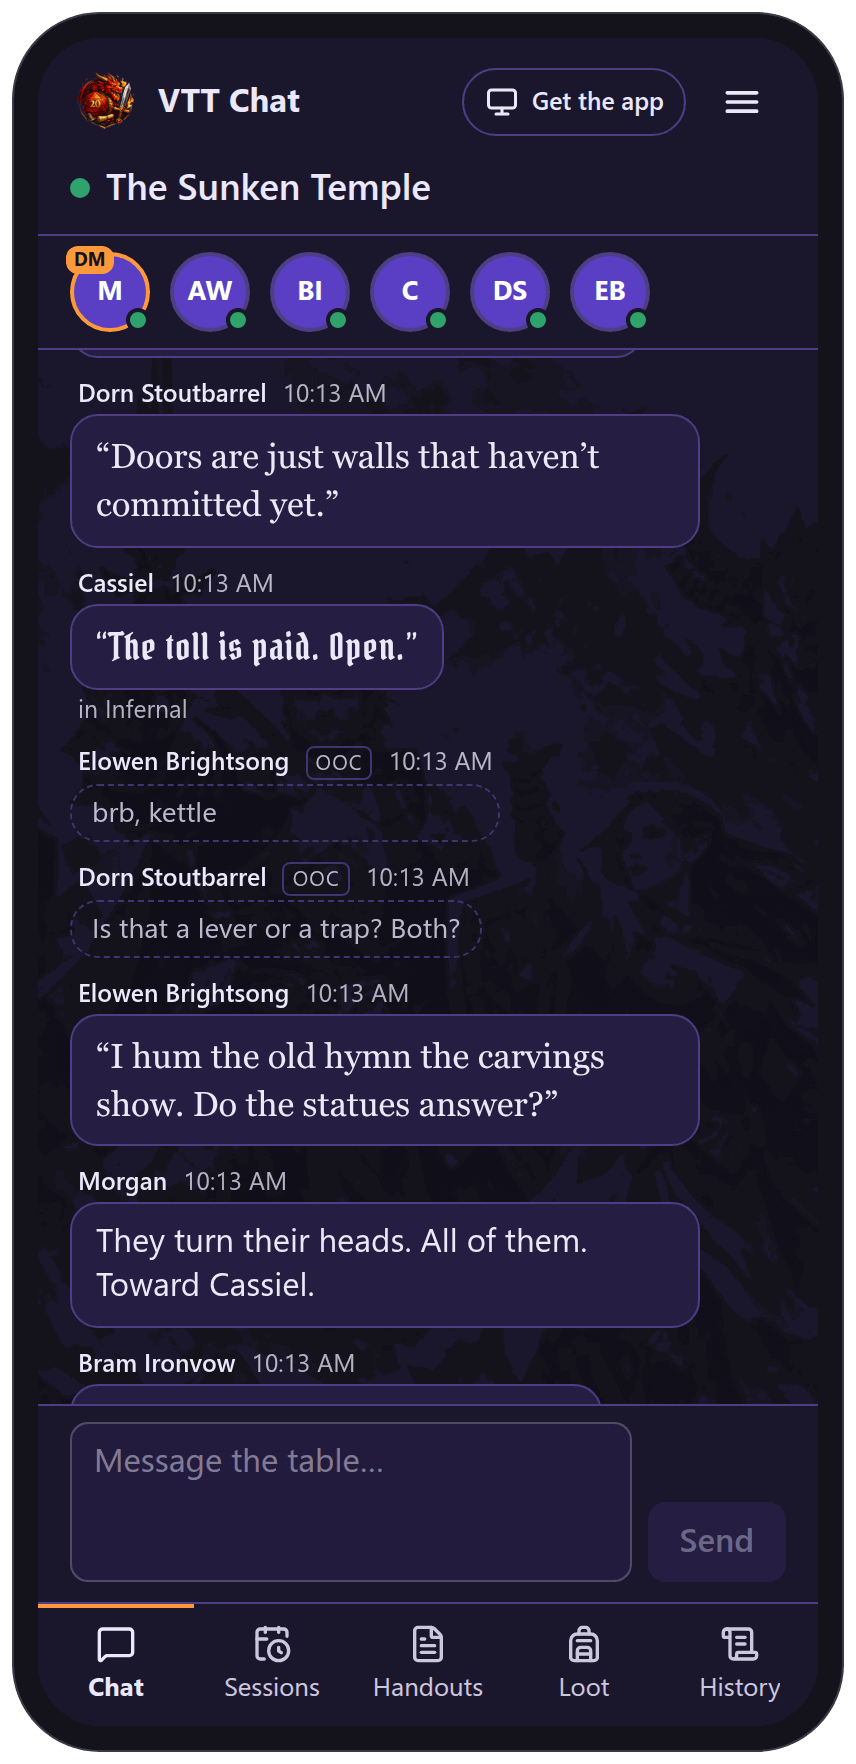 20
VTT Chat
Get the app
The Sunken Temple
DM
M
AW
BI
C
DS
EB
Dorn Stoutbarrel 10:13 AM
“Doors are just walls that haven’t
committed yet.”
Cassiel 10:13 AM
“The toll is paid. Open.”
in Infernal
Elowen Brightsong OOC 10:13 AM
brb, kettle
Dorn Stoutbarrel OOC 10:13 AM
Is that a lever or a trap? Both?
Elowen Brightsong 10:13 AM
“I hum the old hymn the carvings
show. Do the statues answer?”
Morgan 10:13 AM
They turn their heads. All of them.
Toward Cassiel.
Bram Ironvow 10:13 AM
Message the table...
Send
Chat
Sessions
Handouts
Loot
History